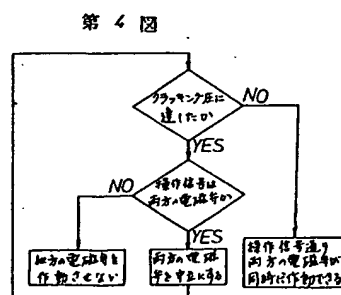 第4図
クラッキング圧に
達したか
NO
YES
操作信号は
両方の電磁弁か
NO
YES
他方の電磁弁を
作動させない
両方の電磁
弁を中立にする
操作信号通り
両方の電磁弁が
同時に作動できる